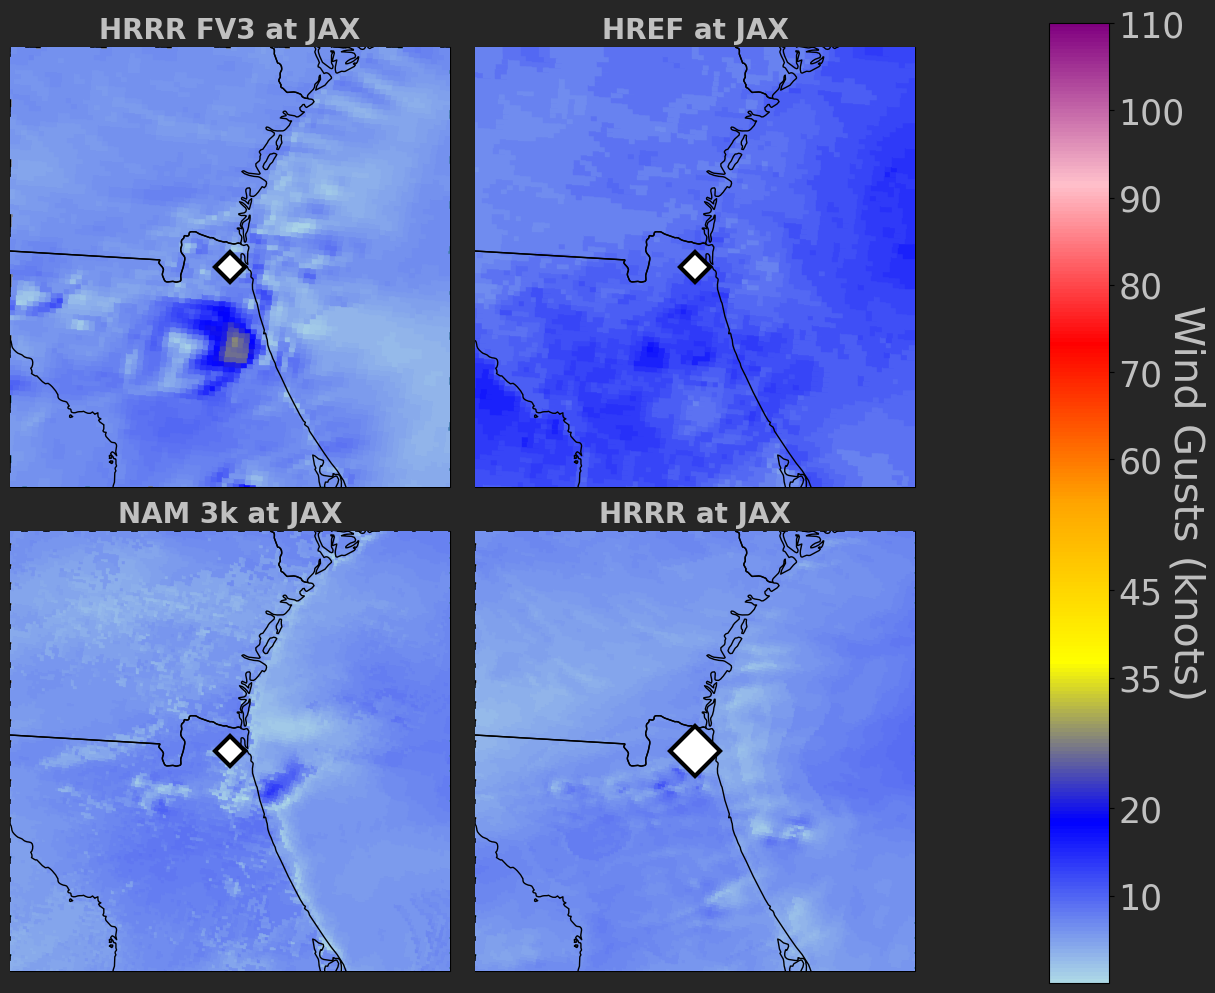 HRRR FV3 at JAX
HREF at JAX
NAM 3k at JAX
HRRR at JAX
110
100
90
80
70
60
45
35
20
10
Wind Gusts (knots)